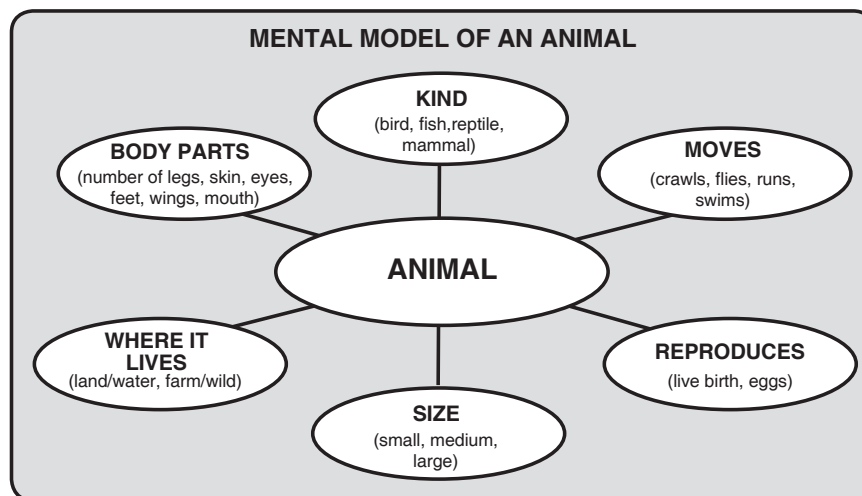 MENTAL MODEL OF AN ANIMAL
KIND
(bird, fish,reptile,
mammal)
BODY PARTS
(number of legs, skin, eyes,
feet, wings, mouth)
MOVES
(crawls, flies, runs,
swims)
ANIMAL
WHERE IT
LIVES
(land/water, farm/wild)
REPRODUCES
(live birth, eggs)
SIZE
(small, medium,
large)